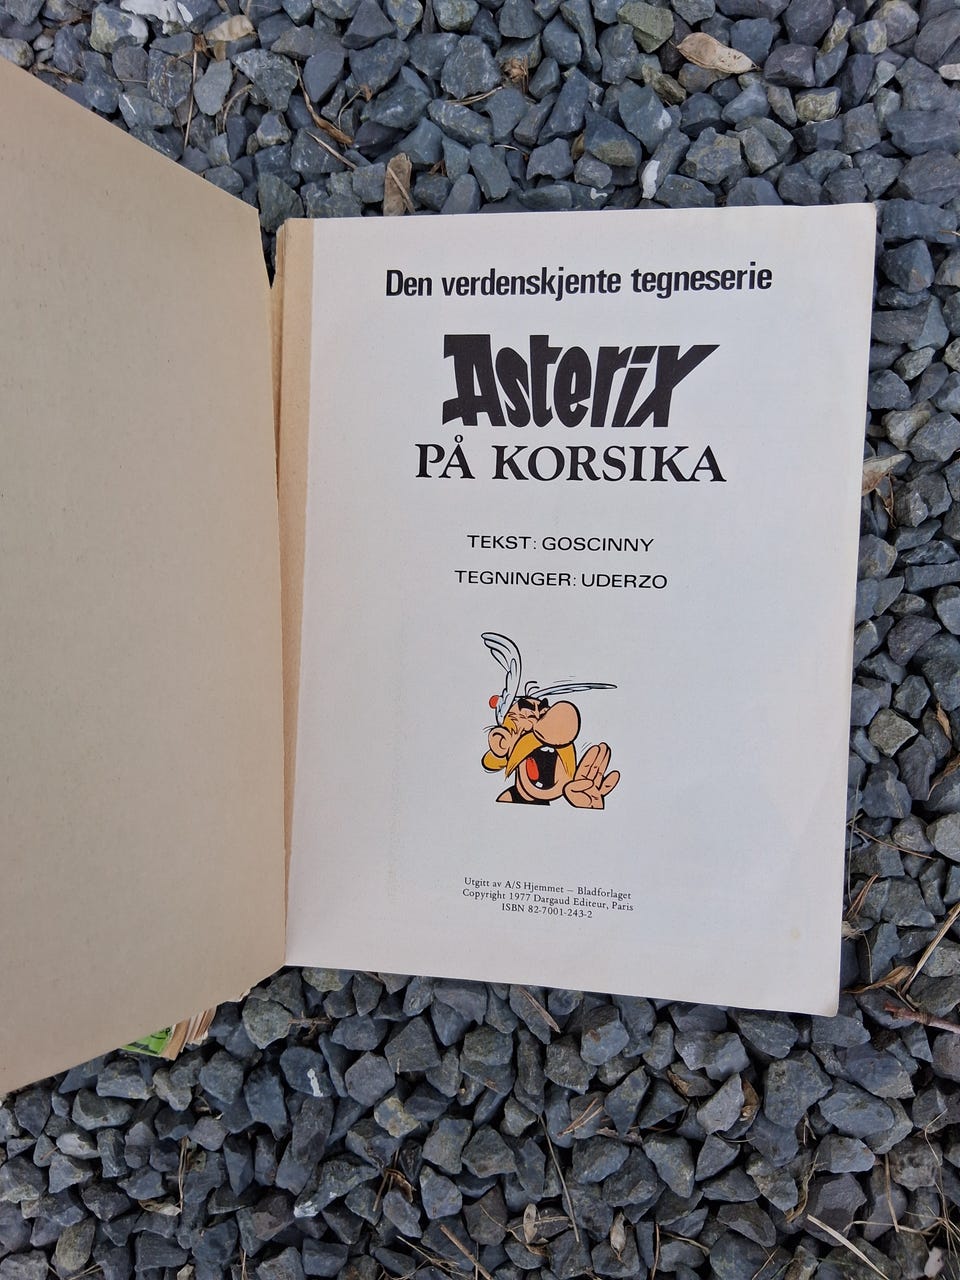 Den verdenskjente tegneserie
Asterix
PÅ KORSIKA
TEKST: GOSCINNY
TEGNINGER: UDERZO
Utgitt av A/S Hjemmet – Bladforlaget
Copyright 1977 Dargaud Editeur, Paris
ISBN 82-7001-243-2